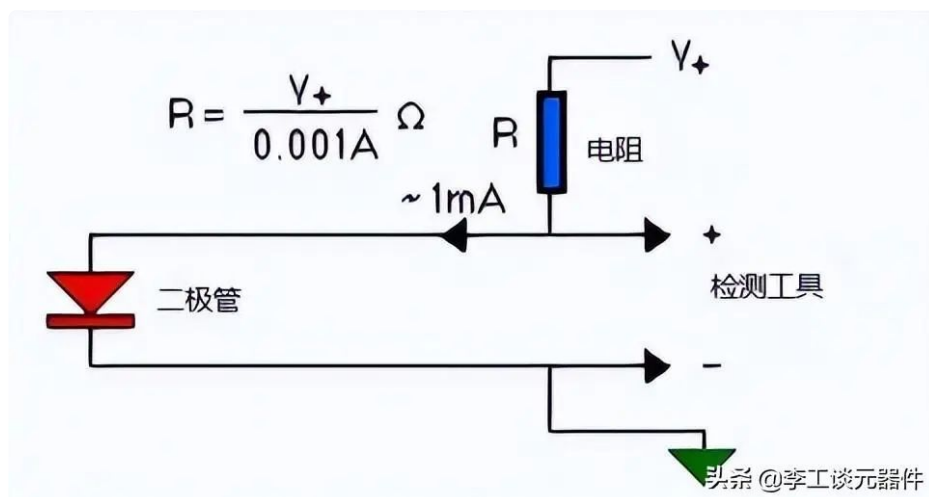 V+
R = V+ / 0.001A Ω
R
电阻
~1mA
+
二极管
检测工具
−
头条 @李工谈元器件